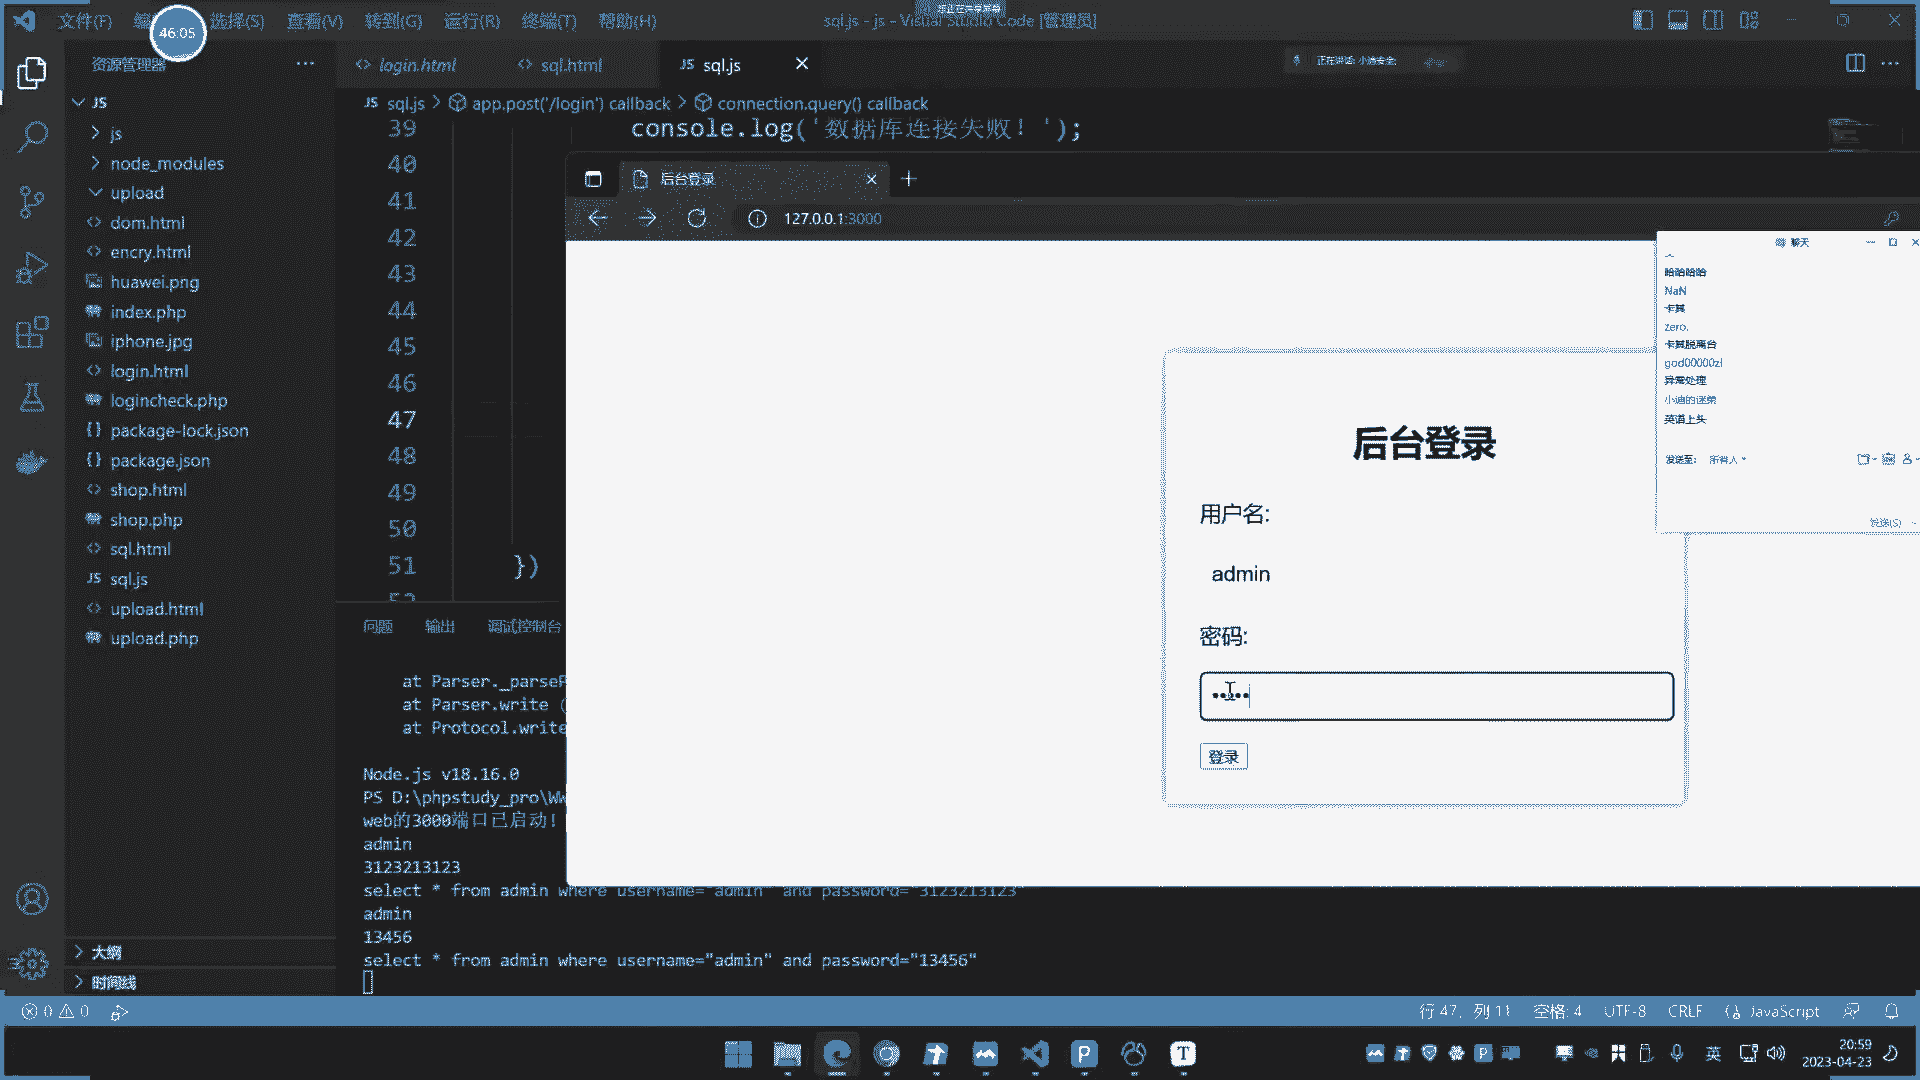 文件(F)
选择(S)
查看(V)
转到(G)
运行(R)
终端(T)
帮助(H)
sql.js - js - Visual Studio Code [管理员]
46:05
资源管理器
login.html
sql.html
JS sql.js
正在讲话: 小迪安全;
JS
JS sql.js > app.post('/login') callback > connection.query() callback
js
node_modules
upload
dom.html
encry.html
huawei.png
index.php
iphone.jpg
login.html
logincheck.php
package-lock.json
package.json
shop.html
shop.php
sql.html
JS sql.js
upload.html
upload.php
大纲
时间线
39 console.log('数据库连接失败！');
40
41
42
43
44
45
46
47
48
49
50
51 })
52
后台登录
127.0.0.1:3000
后台登录
用户名:
admin
密码:
登录
聊天
哈哈哈哈
NaN
卡其
zero.
卡其脱离台
god00000zl
异常处理
小迪的迷弟
英语上头
发送至: 所有人
发送(S)
问题
输出
调试控制台
at Parser._parseP
at Parser.write (
at Protocol.write
Node.js v18.16.0
PS D:\phpstudy_pro\WW
web的3000端口已启动！
admin
3123213123
select * from admin where username="admin" and password="3123213123"
admin
13456
select * from admin where username="admin" and password="13456"
0 0
行 47，列 11
空格: 4
UTF-8
CRLF
JavaScript
英
20:59
2023-04-23